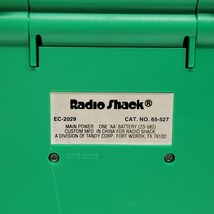 Radio Shack®
EC-2029 CAT. NO. 65-527
MAIN POWER ONE 'AA' BATTERY (23-582)
CUSTOM MFD. IN CHINA FOR RADIO SHACK,
A DIVISION OF TANDY CORP., FORT WORTH, TX 76102